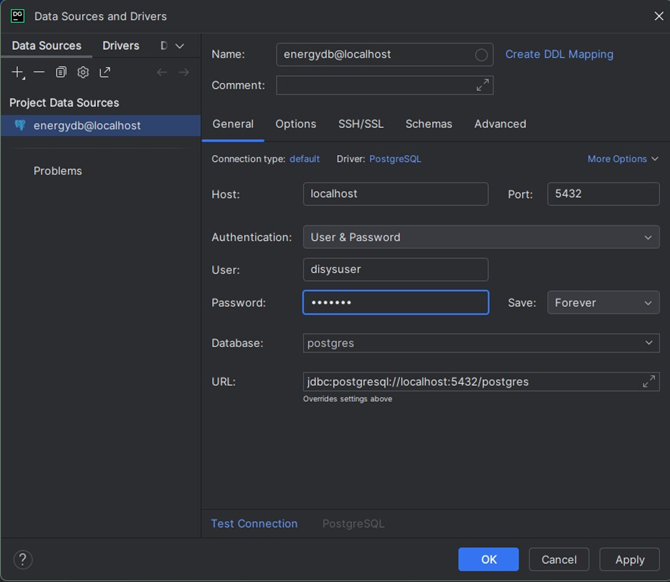 DG Data Sources and Drivers
Data Sources Drivers D
Name: energydb@localhost Create DDL Mapping
Comment:
Project Data Sources
energydb@localhost
Problems
General Options SSH/SSL Schemas Advanced
Connection type: default Driver: PostgreSQL More Options
Host: localhost Port: 5432
Authentication: User & Password
User: disysuser
Password: ••••••• Save: Forever
Database: postgres
URL: jdbc:postgresql://localhost:5432/postgres
Overrides settings above
Test Connection PostgreSQL
? OK Cancel Apply